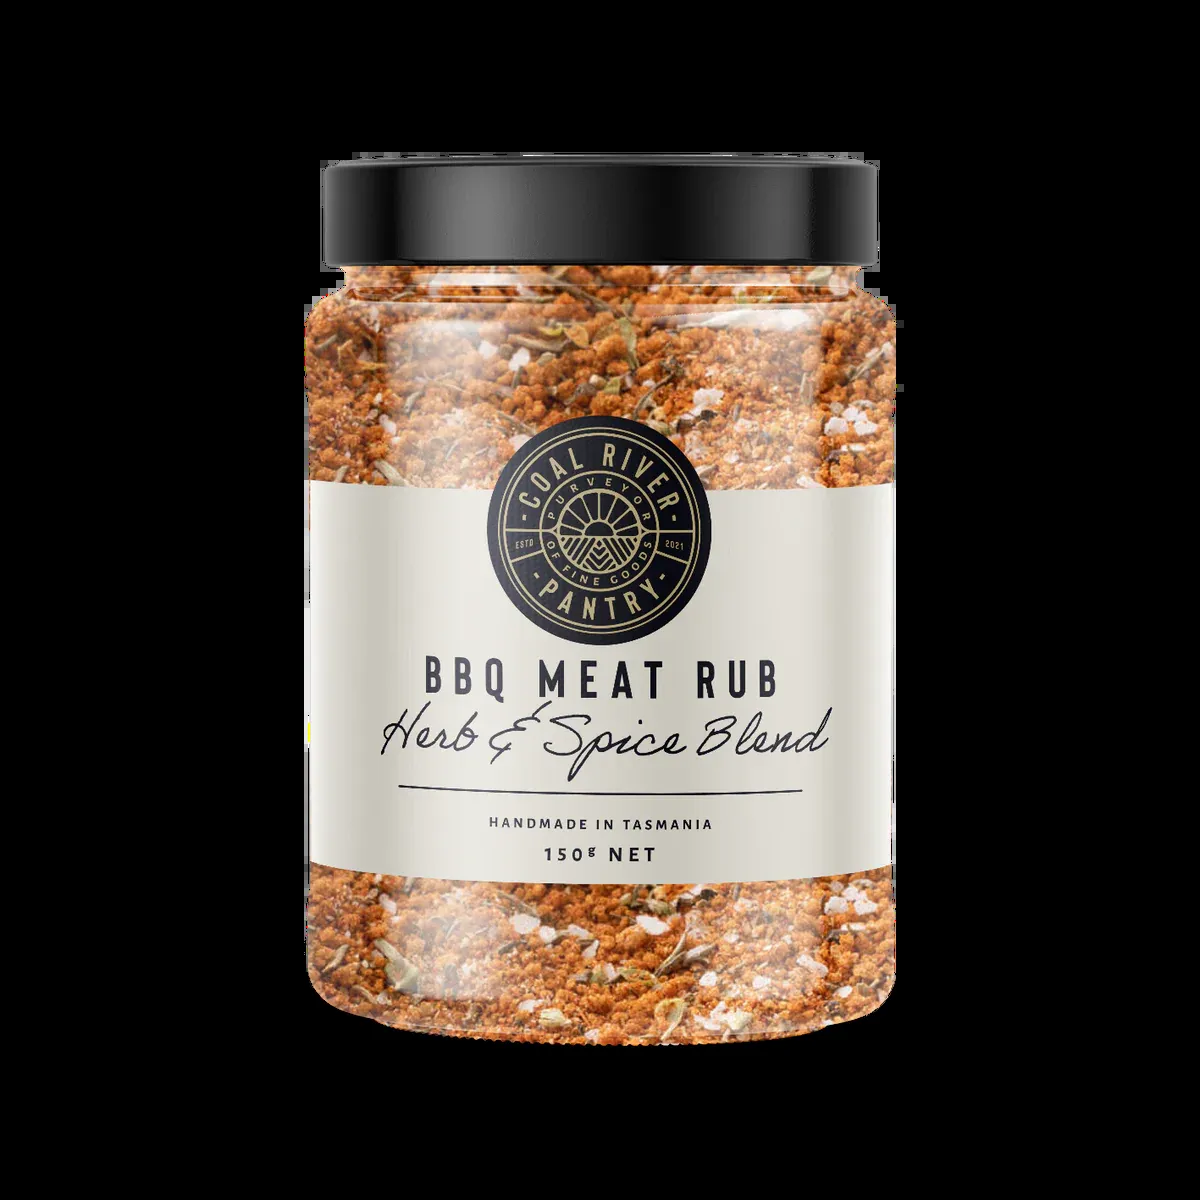 COAL RIVER
PURVEYOR
ESTD
2021
OF FINE GOODS
PANTRY
BBQ MEAT RUB
Herb & Spice Blend
HANDMADE IN TASMANIA
150g NET